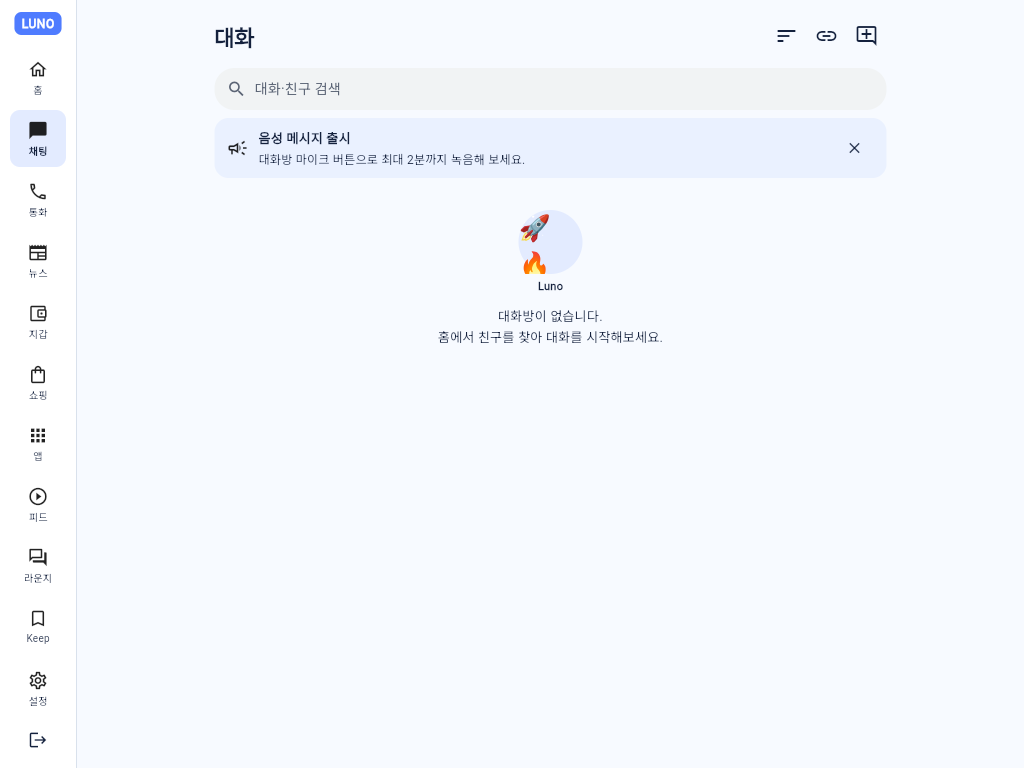 LUNO
홈
채팅
통화
뉴스
지갑
쇼핑
앱
피드
라운지
Keep
설정
대화
대화·친구 검색
음성 메시지 출시
대화방 마이크 버튼으로 최대 2분까지 녹음해 보세요.
Luno
대화방이 없습니다.
홈에서 친구를 찾아 대화를 시작해보세요.